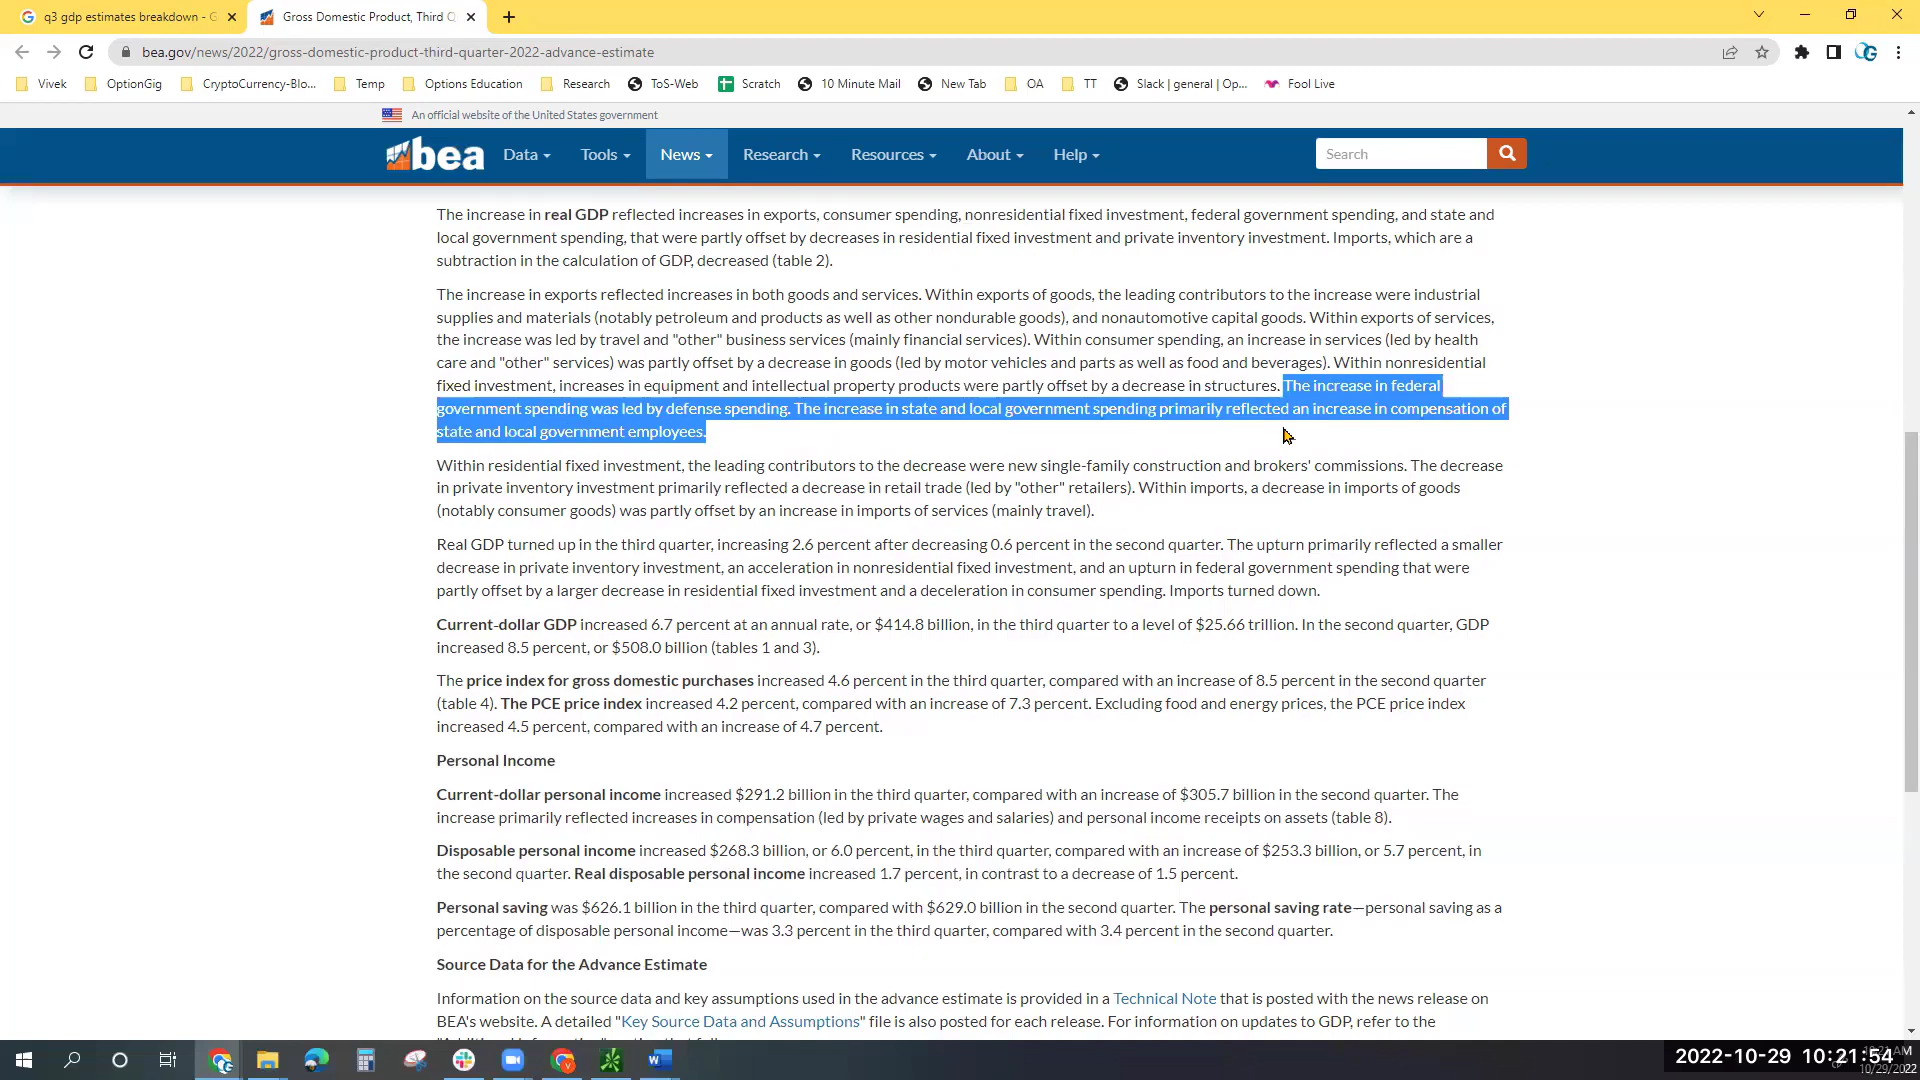 q3 gdp estimates breakdown - G
Gross Domestic Product, Third Q
bea.gov/news/2022/gross-domestic-product-third-quarter-2022-advance-estimate
Vivek OptionGig CryptoCurrency-Blo... Temp Options Education Research ToS-Web Scratch 10 Minute Mail New Tab OA TT Slack | general | Op... Fool Live
An official website of the United States government
bea Data Tools News Research Resources About Help Search
The increase in real GDP reflected increases in exports, consumer spending, nonresidential fixed investment, federal government spending, and state and
local government spending, that were partly offset by decreases in residential fixed investment and private inventory investment. Imports, which are a
subtraction in the calculation of GDP, decreased (table 2).
The increase in exports reflected increases in both goods and services. Within exports of goods, the leading contributors to the increase were industrial
supplies and materials (notably petroleum and products as well as other nondurable goods), and nonautomotive capital goods. Within exports of services,
the increase was led by travel and "other" business services (mainly financial services). Within consumer spending, an increase in services (led by health
care and "other" services) was partly offset by a decrease in goods (led by motor vehicles and parts as well as food and beverages). Within nonresidential
fixed investment, increases in equipment and intellectual property products were partly offset by a decrease in structures. The increase in federal
government spending was led by defense spending. The increase in state and local government spending primarily reflected an increase in compensation of
state and local government employees.
Within residential fixed investment, the leading contributors to the decrease were new single-family construction and brokers' commissions. The decrease
in private inventory investment primarily reflected a decrease in retail trade (led by "other" retailers). Within imports, a decrease in imports of goods
(notably consumer goods) was partly offset by an increase in imports of services (mainly travel).
Real GDP turned up in the third quarter, increasing 2.6 percent after decreasing 0.6 percent in the second quarter. The upturn primarily reflected a smaller
decrease in private inventory investment, an acceleration in nonresidential fixed investment, and an upturn in federal government spending that were
partly offset by a larger decrease in residential fixed investment and a deceleration in consumer spending. Imports turned down.
Current-dollar GDP increased 6.7 percent at an annual rate, or $414.8 billion, in the third quarter to a level of $25.66 trillion. In the second quarter, GDP
increased 8.5 percent, or $508.0 billion (tables 1 and 3).
The price index for gross domestic purchases increased 4.6 percent in the third quarter, compared with an increase of 8.5 percent in the second quarter
(table 4). The PCE price index increased 4.2 percent, compared with an increase of 7.3 percent. Excluding food and energy prices, the PCE price index
increased 4.5 percent, compared with an increase of 4.7 percent.
Personal Income
Current-dollar personal income increased $291.2 billion in the third quarter, compared with an increase of $305.7 billion in the second quarter. The
increase primarily reflected increases in compensation (led by private wages and salaries) and personal income receipts on assets (table 8).
Disposable personal income increased $268.3 billion, or 6.0 percent, in the third quarter, compared with an increase of $253.3 billion, or 5.7 percent, in
the second quarter. Real disposable personal income increased 1.7 percent, in contrast to a decrease of 1.5 percent.
Personal saving was $626.1 billion in the third quarter, compared with $629.0 billion in the second quarter. The personal saving rate—personal saving as a
percentage of disposable personal income—was 3.3 percent in the third quarter, compared with 3.4 percent in the second quarter.
Source Data for the Advance Estimate
Information on the source data and key assumptions used in the advance estimate is provided in a Technical Note that is posted with the news release on
BEA's website. A detailed "Key Source Data and Assumptions" file is also posted for each release. For information on updates to GDP, refer to the
2022-10-29 10:21:54